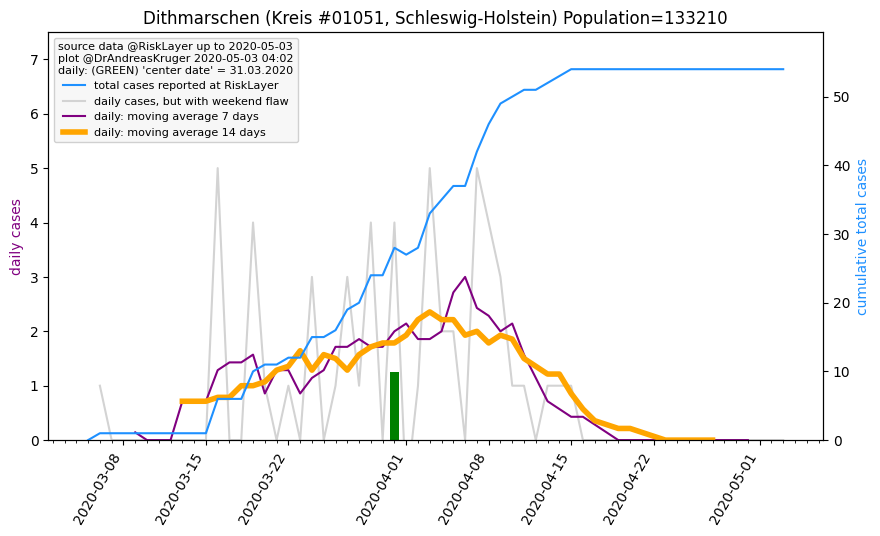 Dithmarschen (Kreis #01051, Schleswig-Holstein) Population=133210
source data @RiskLayer up to 2020-05-03
plot @DrAndreasKruger 2020-05-03 04:02
daily: (GREEN) 'center date' = 31.03.2020
total cases reported at RiskLayer
daily cases, but with weekend flaw
daily: moving average 7 days
daily: moving average 14 days
daily cases
7
6
5
4
3
2
1
0
50
40
30
20
10
0
cumulative total cases
2020-03-08
2020-03-15
2020-03-22
2020-04-01
2020-04-08
2020-04-15
2020-04-22
2020-05-01